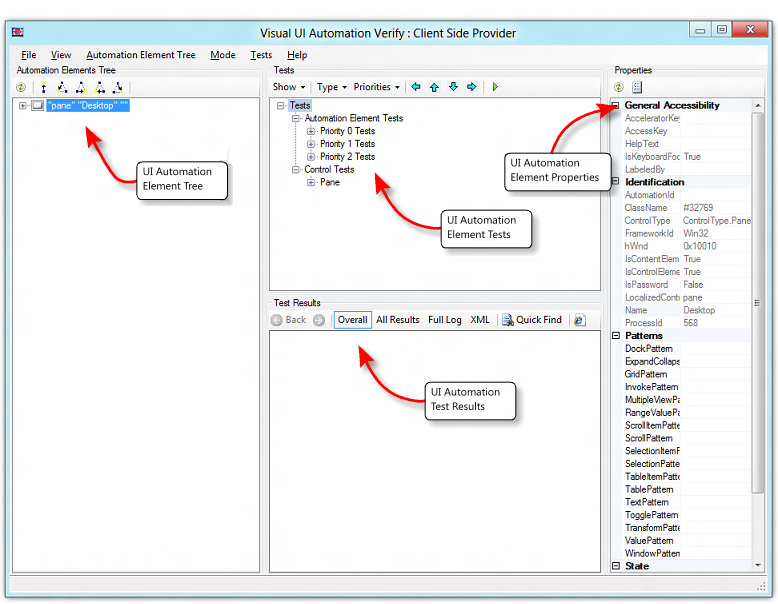 Visual UI Automation Verify : Client Side Provider
File View Automation Element Tree Mode Tests Help
Automation Elements Tree
"pane" "Desktop" ""
UI Automation
Element Tree
Tests
Show Type Priorities
Tests
Automation Element Tests
Priority 0 Tests
Priority 1 Tests
Priority 2 Tests
Control Tests
Pane
UI Automation
Element Tests
Test Results
Back Overall All Results Full Log XML Quick Find
UI Automation
Test Results
Properties
UI Automation
Element Properties
General Accessibility
AcceleratorKe
AccessKey
HelpText
IsKeyboardFoc True
LabeledBy
Identification
AutomationId
ClassName #32769
ControlType ControlType.Pane
FrameworkId Win32
hWnd 0x10010
IsContentElem True
IsControlEleme True
IsPassword False
LocalizedContr pane
Name Desktop
ProcessId 568
Patterns
DockPattern
ExpandCollaps
GridPattern
InvokePattern
MultipleViewPa
RangeValuePa
ScrollItemPatte
ScrollPattern
SelectionItemF
SelectionPatte
TableItemPatte
TablePattern
TextPattern
TogglePattern
TransformPatte
ValuePattern
WindowPattern
State